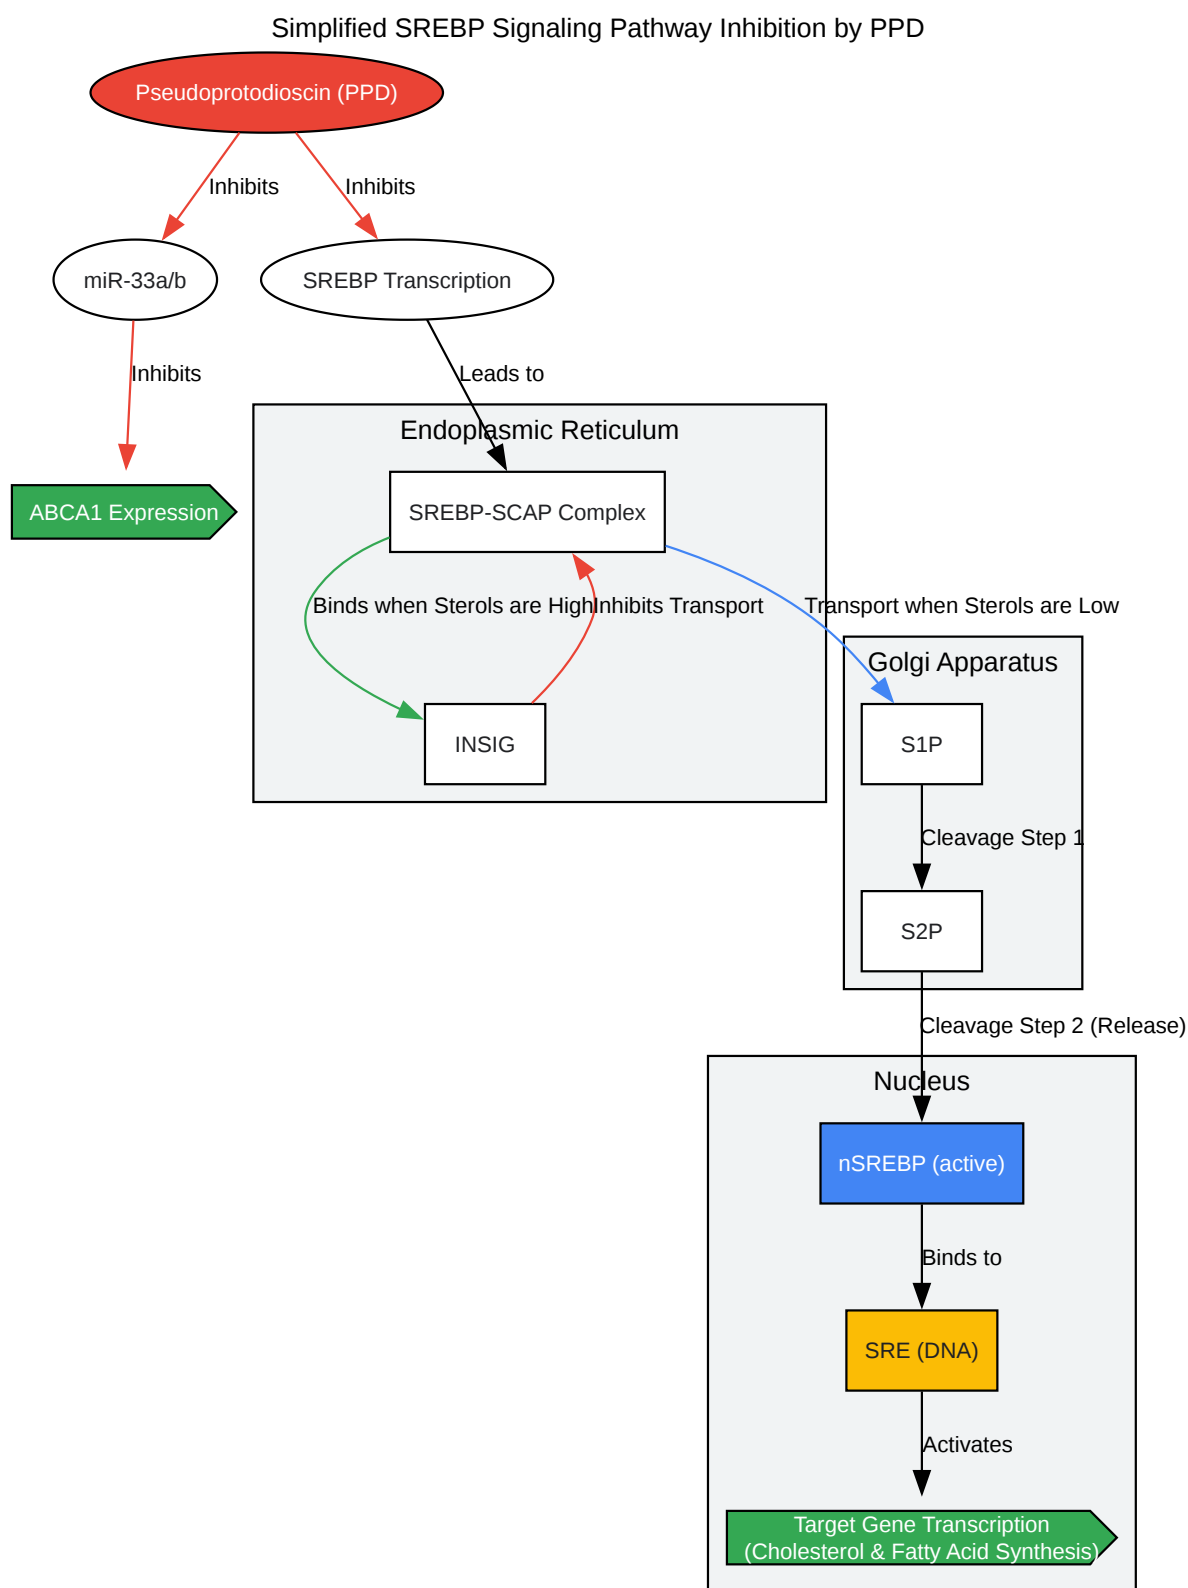 Simplified SREBP Signaling Pathway Inhibition by PPD
Pseudoprotodioscin (PPD)
Inhibits
Inhibits
miR-33a/b
SREBP Transcription
Inhibits
Leads to
Endoplasmic Reticulum
ABCA1 Expression
SREBP-SCAP Complex
Binds when Sterols are High
Inhibits Transport
Transport when Sterols are Low
Golgi Apparatus
INSIG
S1P
Cleavage Step 1
S2P
Cleavage Step 2 (Release)
Nucleus
nSREBP (active)
Binds to
SRE (DNA)
Activates
Target Gene Transcription
(Cholesterol & Fatty Acid Synthesis)